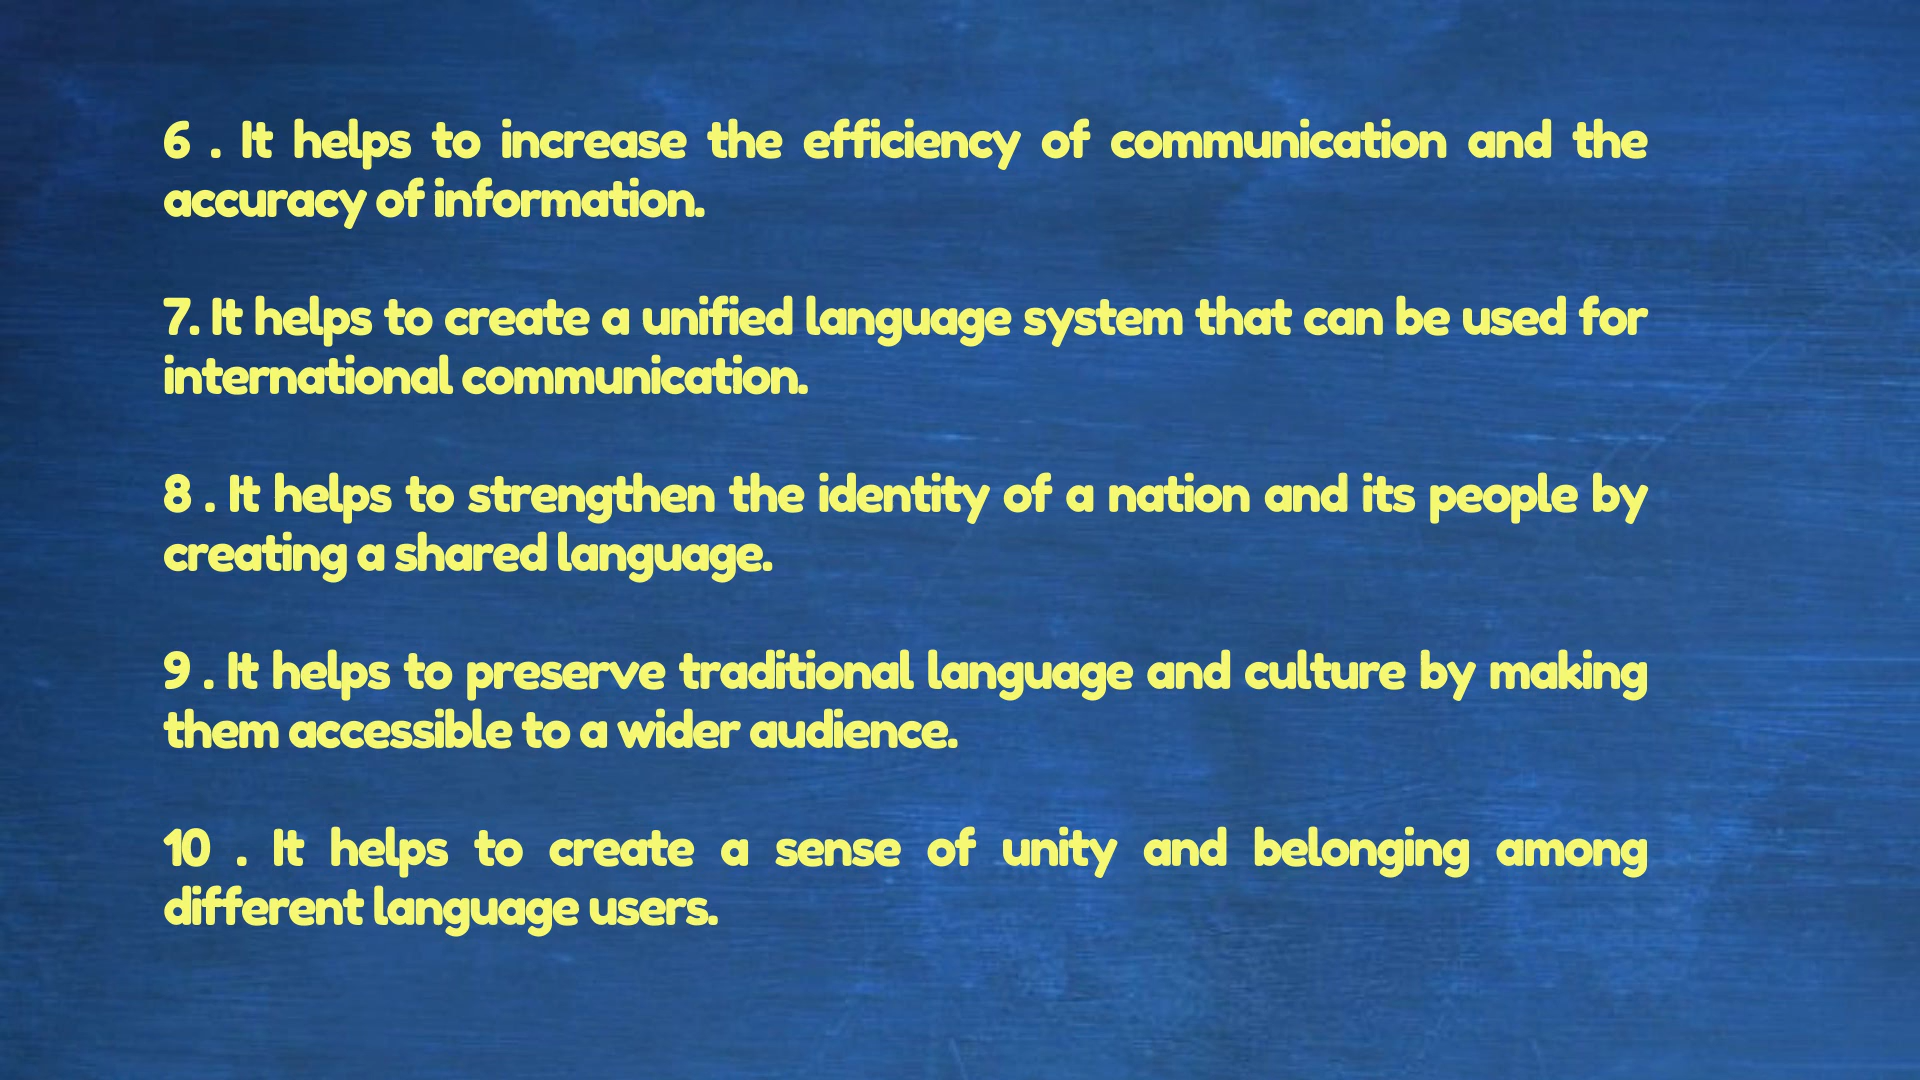 6 . It helps to increase the efficiency of communication and the
accuracy of information.
7. It helps to create a unified language system that can be used for
international communication.
8 . It helps to strengthen the identity of a nation and its people by
creating a shared language.
9 . It helps to preserve traditional language and culture by making
them accessible to a wider audience.
10 . It helps to create a sense of unity and belonging among
different language users.